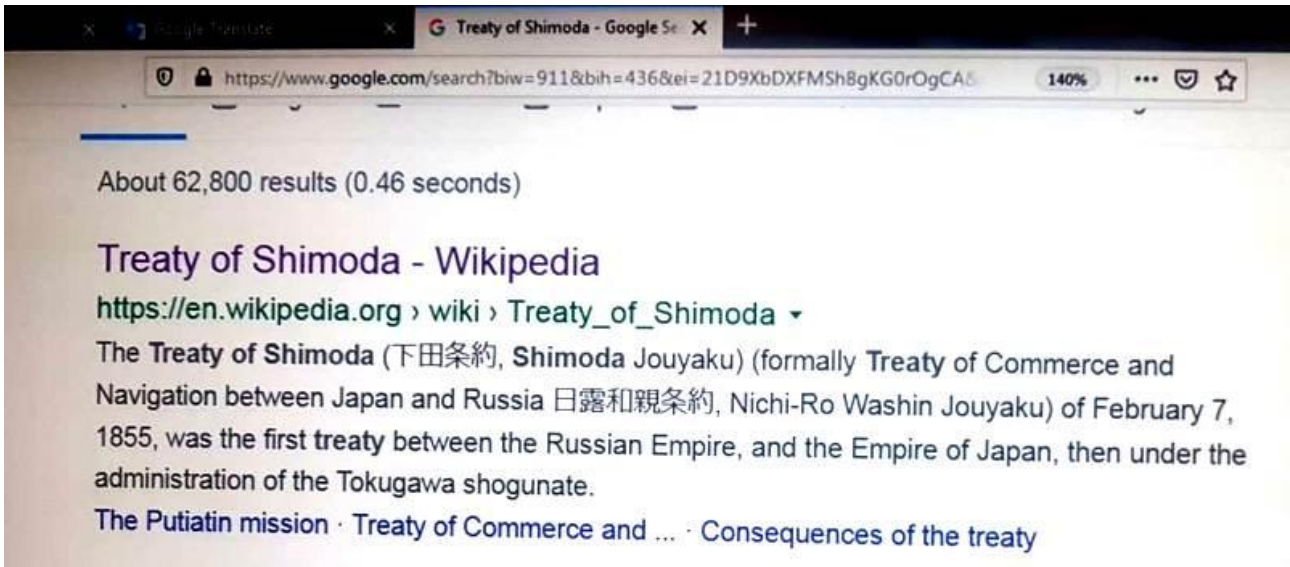 Google Translate
G Treaty of Shimoda - Google Se
https://www.google.com/search?biw=911&bih=436&ei=21D9XbDXFMSh8gKG0rOgCA&
140%
About 62,800 results (0.46 seconds)
Treaty of Shimoda - Wikipedia
https://en.wikipedia.org › wiki › Treaty_of_Shimoda
The Treaty of Shimoda (下田条約, Shimoda Jouyaku) (formally Treaty of Commerce and
Navigation between Japan and Russia 日露和親条約, Nichi-Ro Washin Jouyaku) of February 7,
1855, was the first treaty between the Russian Empire, and the Empire of Japan, then under the
administration of the Tokugawa shogunate.
The Putiatin mission · Treaty of Commerce and ... · Consequences of the treaty